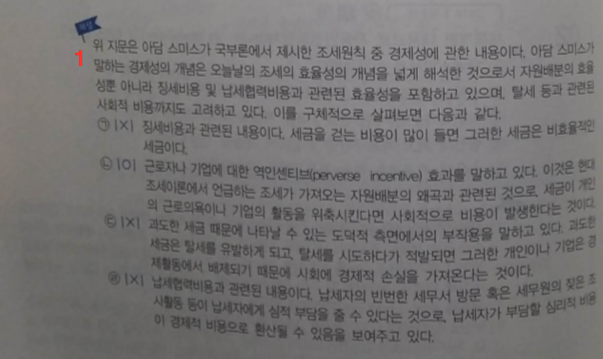 해설
1
위 지문은 아담 스미스가 국부론에서 제시한 조세원칙 중 경제성에 관한 내용이다. 아담 스미스가
말하는 경제성의 개념은 오늘날의 조세의 효율성의 개념을 넓게 해석한 것으로서 자원배분의 효율
성뿐 아니라 징세비용 및 납세협력비용과 관련된 효율성을 포함하고 있으며, 탈세 등과 관련된
사회적 비용까지도 고려하고 있다. 이를 구체적으로 살펴보면 다음과 같다.
㉠ |×| 징세비용과 관련된 내용이다. 세금을 걷는 비용이 많이 들면 그러한 세금은 비효율적인
세금이다.
㉡ |○| 근로자나 기업에 대한 역인센티브(perverse incentive) 효과를 말하고 있다. 이것은 현대
조세이론에서 언급하는 조세가 가져오는 자원배분의 왜곡과 관련된 것으로, 세금이 개인
의 근로의욕이나 기업의 활동을 위축시킨다면 사회적으로 비용이 발생한다는 것이다.
㉢ |×| 과도한 세금 때문에 나타날 수 있는 도덕적 측면에서의 부작용을 말하고 있다. 과도한
세금은 탈세를 유발하게 되고, 탈세를 시도하다가 적발되면 그러한 개인이나 기업은 경
제활동에서 배제되기 때문에 사회에 경제적 손실을 가져온다는 것이다.
㉣ |×| 납세협력비용과 관련된 내용이다. 납세자의 빈번한 세무서 방문 혹은 세무원의 잦은 조
사활동 등이 납세자에게 심적 부담을 줄 수 있다는 것으로, 납세자가 부담할 심리적 비용
이 경제적 비용으로 환산될 수 있음을 보여주고 있다.